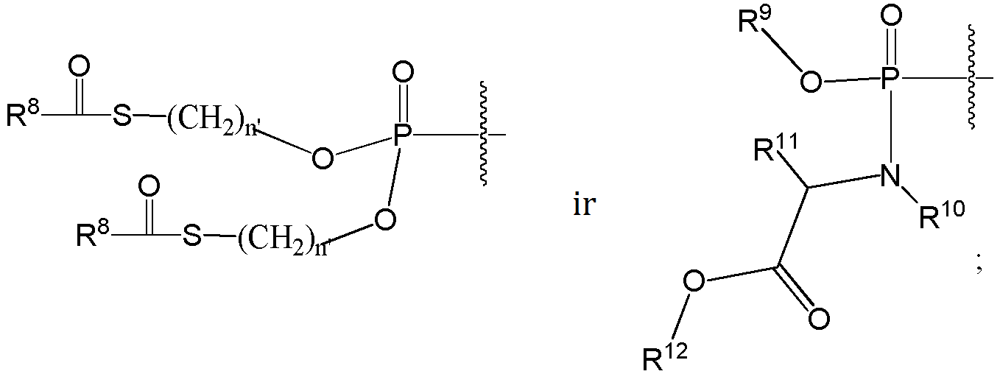 O
R8 S (CH2)n' O P O
O
R8 S (CH2)n' O
ir
R9 O
O P
R11 N
R10
O
O
R12
;